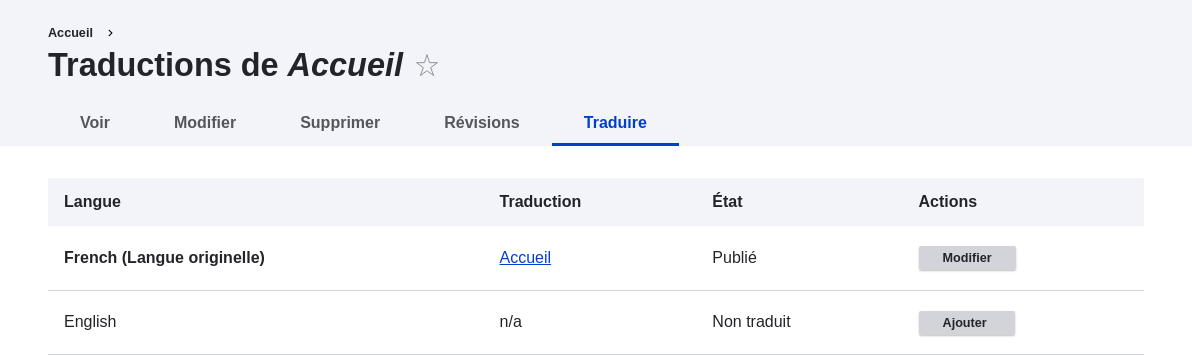 Accueil
Traductions de Accueil
Voir Modifier Supprimer Révisions Traduire
Langue Traduction État Actions
French (Langue originelle) Accueil Publié Modifier
English n/a Non traduit Ajouter